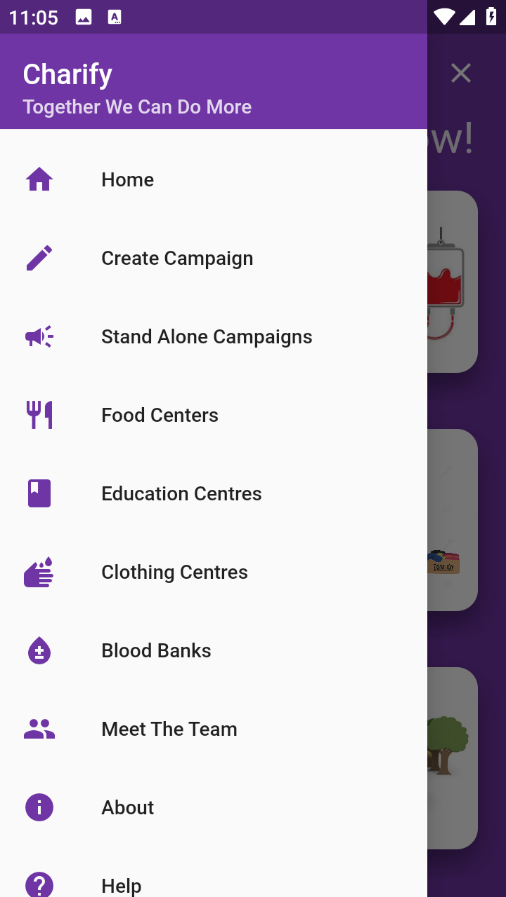 11:05
A
Charify
Together We Can Do More
ow!
Home
Create Campaign
Stand Alone Campaigns
Food Centers
Education Centres
Clothing Centres
Blood Banks
Meet The Team
About
Help